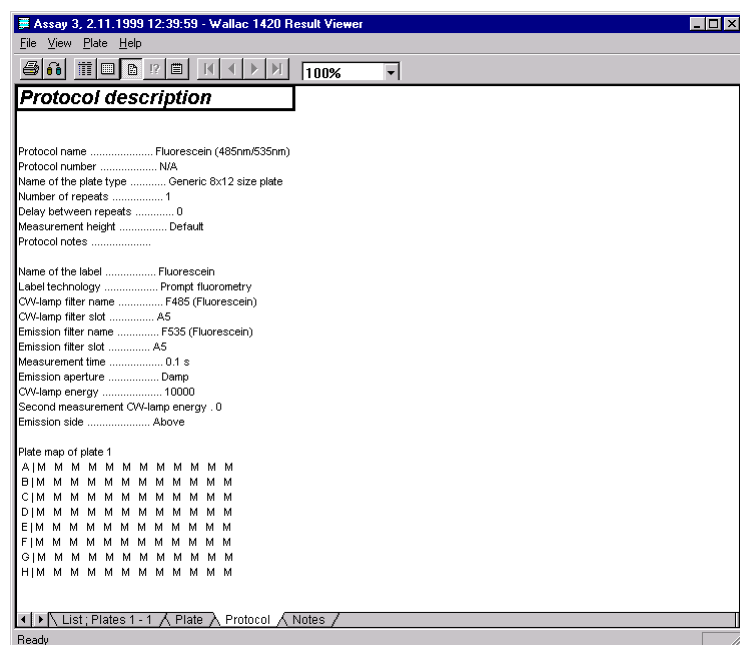 Assay 3, 2.11.1999 12:39:59 - Wallac 1420 Result Viewer
File View Plate Help
100%
Protocol description
Protocol name .................... Fluorescein (485nm/535nm)
Protocol number .................. N/A
Name of the plate type ............ Generic 8x12 size plate
Number of repeats ................ 1
Delay between repeats ............. 0
Measurement height ................ Default
Protocol notes ....................
Name of the label ................. Fluorescein
Label technology .................. Prompt fluorometry
CW-lamp filter name ............... F485 (Fluorescein)
CW-lamp filter slot ............... A5
Emission filter name .............. F535 (Fluorescein)
Emission filter slot .............. A5
Measurement time .................. 0.1 s
Emission aperture ................. Damp
CW-lamp energy .................... 10000
Second measurement CW-lamp energy . 0
Emission side ..................... Above
Plate map of plate 1
A | M M M M M M M M M M M M
B | M M M M M M M M M M M M
C | M M M M M M M M M M M M
D | M M M M M M M M M M M M
E | M M M M M M M M M M M M
F | M M M M M M M M M M M M
G | M M M M M M M M M M M M
H | M M M M M M M M M M M M
List ; Plates 1 - 1 Plate Protocol Notes
Ready